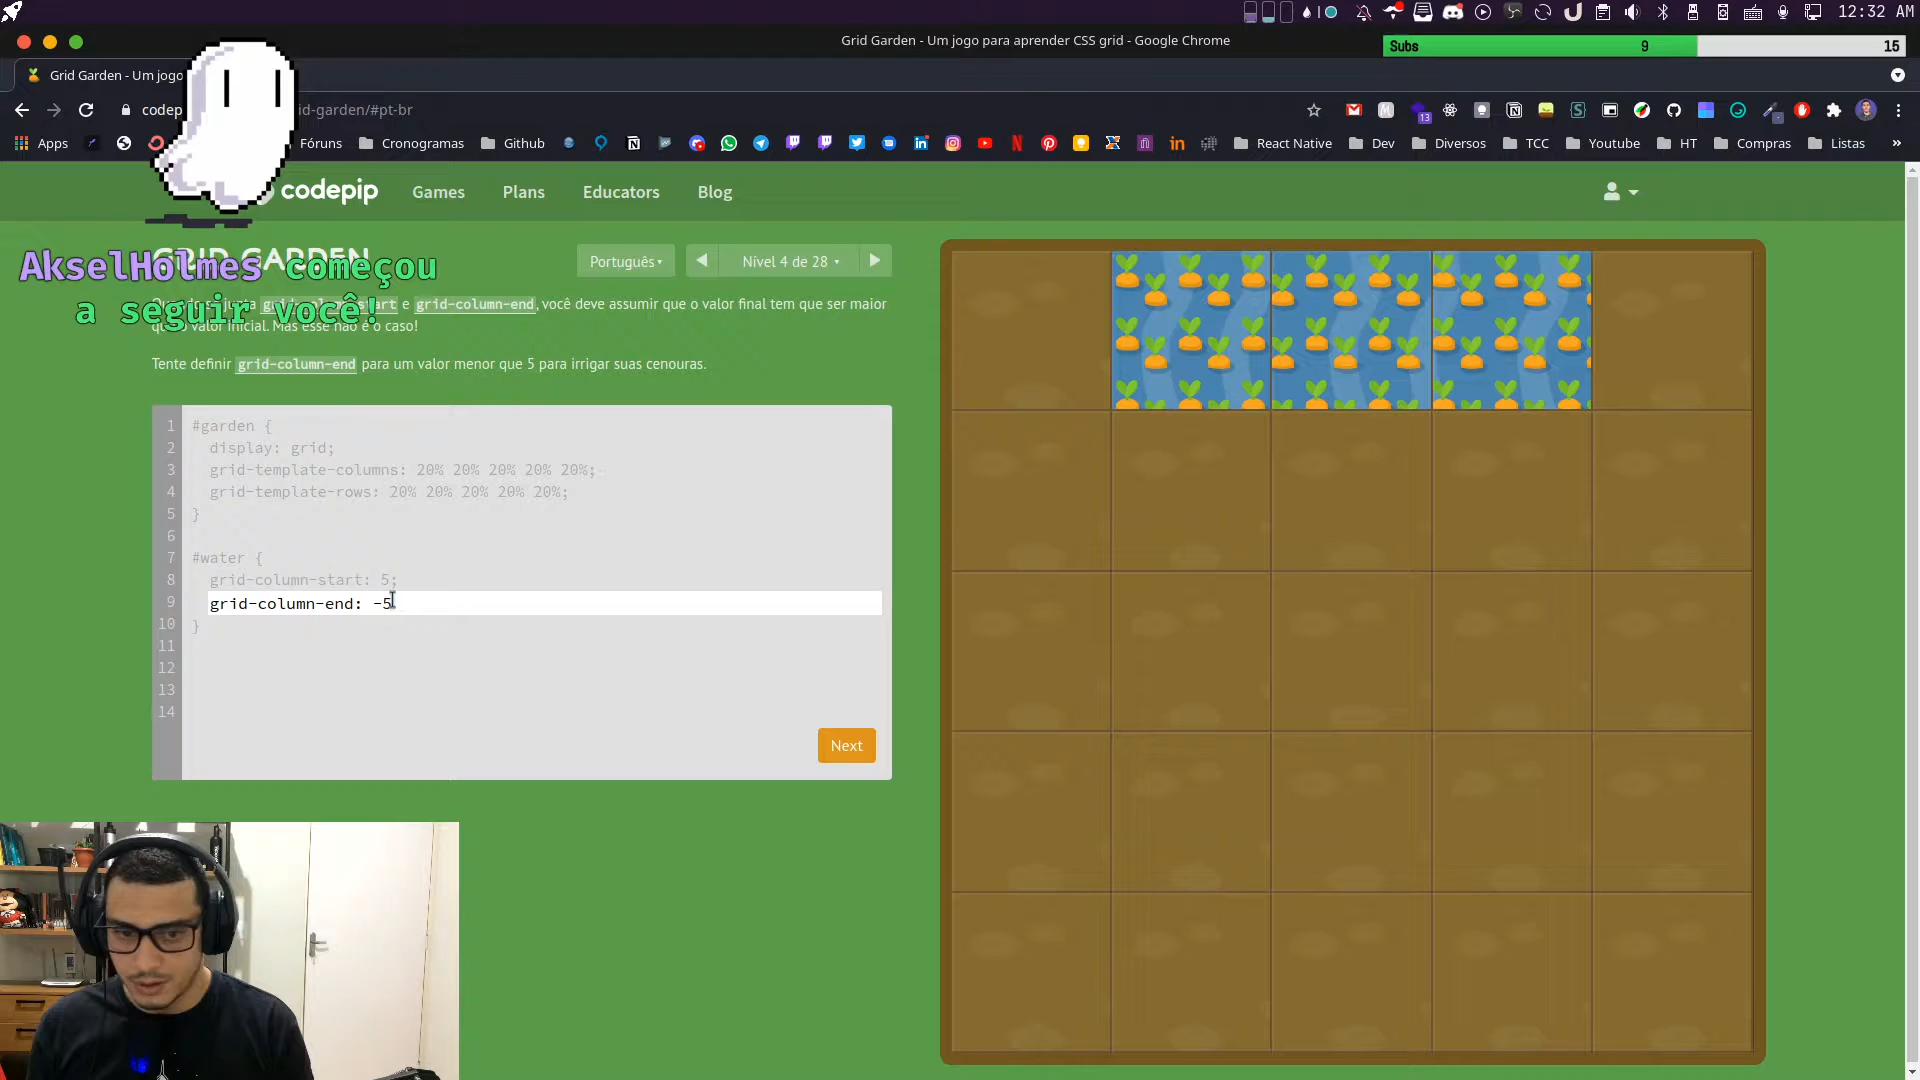 12:32 AM
Grid Garden - Um jogo para aprender CSS grid - Google Chrome
Subs 9 15
Grid Garden - Um jogo
codep
id-garden/#pt-br
13
Apps
Fóruns
Cronogramas
Github
React Native
Dev
Diversos
TCC
Youtube
HT
Compras
Listas
»
codepip
Games
Plans
Educators
Blog
GRID GARDEN
Português
Nível 4 de 28
AkselHolmes começou
a seguir você!
grid-column-end, você deve assumir que o valor final tem que ser maior
valor inicial. Mas esse não é o caso!
Tente definir grid-column-end para um valor menor que 5 para irrigar suas cenouras.
1 #garden {
2 display: grid;
3 grid-template-columns: 20% 20% 20% 20% 20%;
4 grid-template-rows: 20% 20% 20% 20% 20%;
5 }
6
7 #water {
8 grid-column-start: 5;
9 grid-column-end: -5
10 }
11
12
13
14
Next